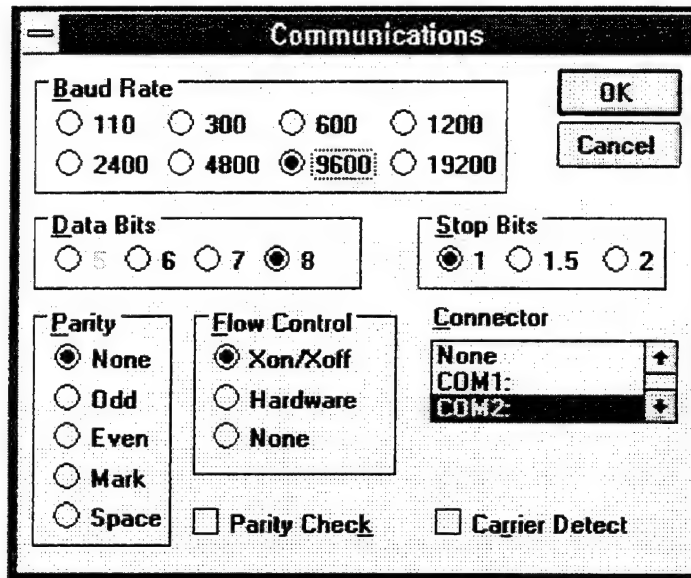 Communications
Baud Rate
110 300 600 1200
2400 4800 9600 19200
OK
Cancel
Data Bits
5 6 7 8
Stop Bits
1 1.5 2
Parity
None
Odd
Even
Mark
Space
Flow Control
Xon/Xoff
Hardware
None
Connector
None
COM1:
COM2:
Parity Check
Carrier Detect